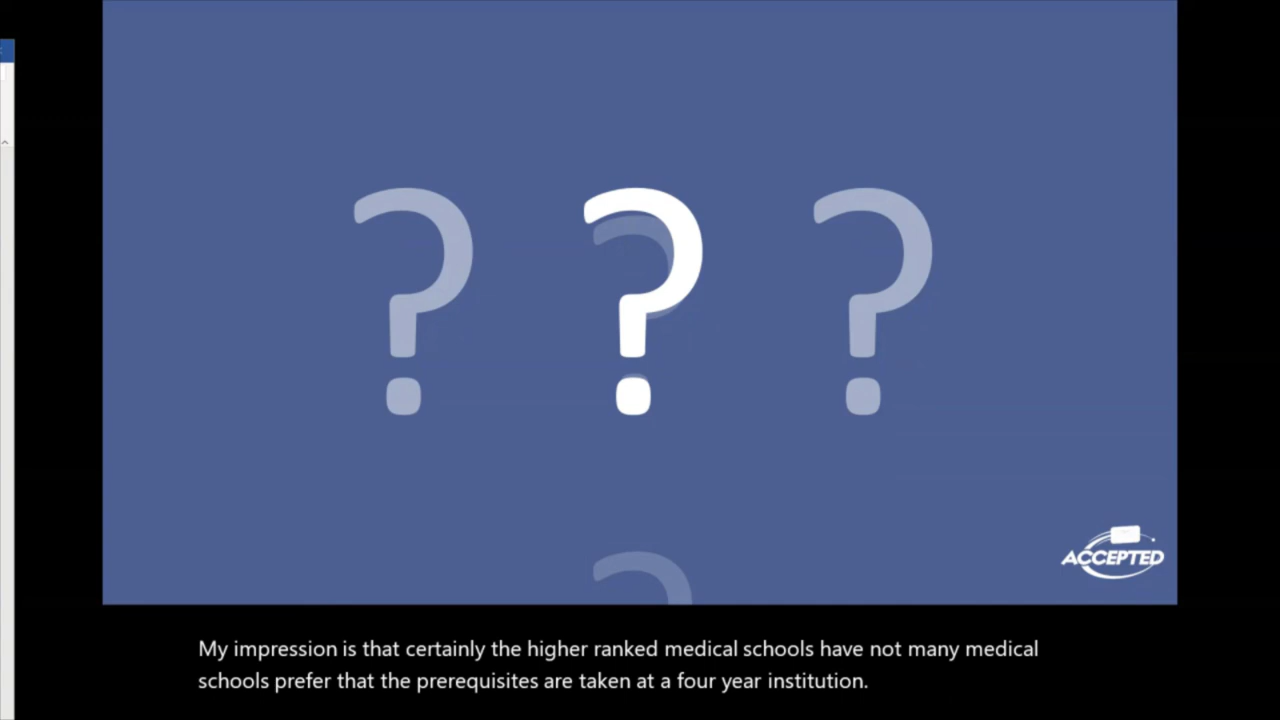 ? ? ?
ACCEPTED
?
My impression is that certainly the higher ranked medical schools have not many medical
schools prefer that the prerequisites are taken at a four year institution.